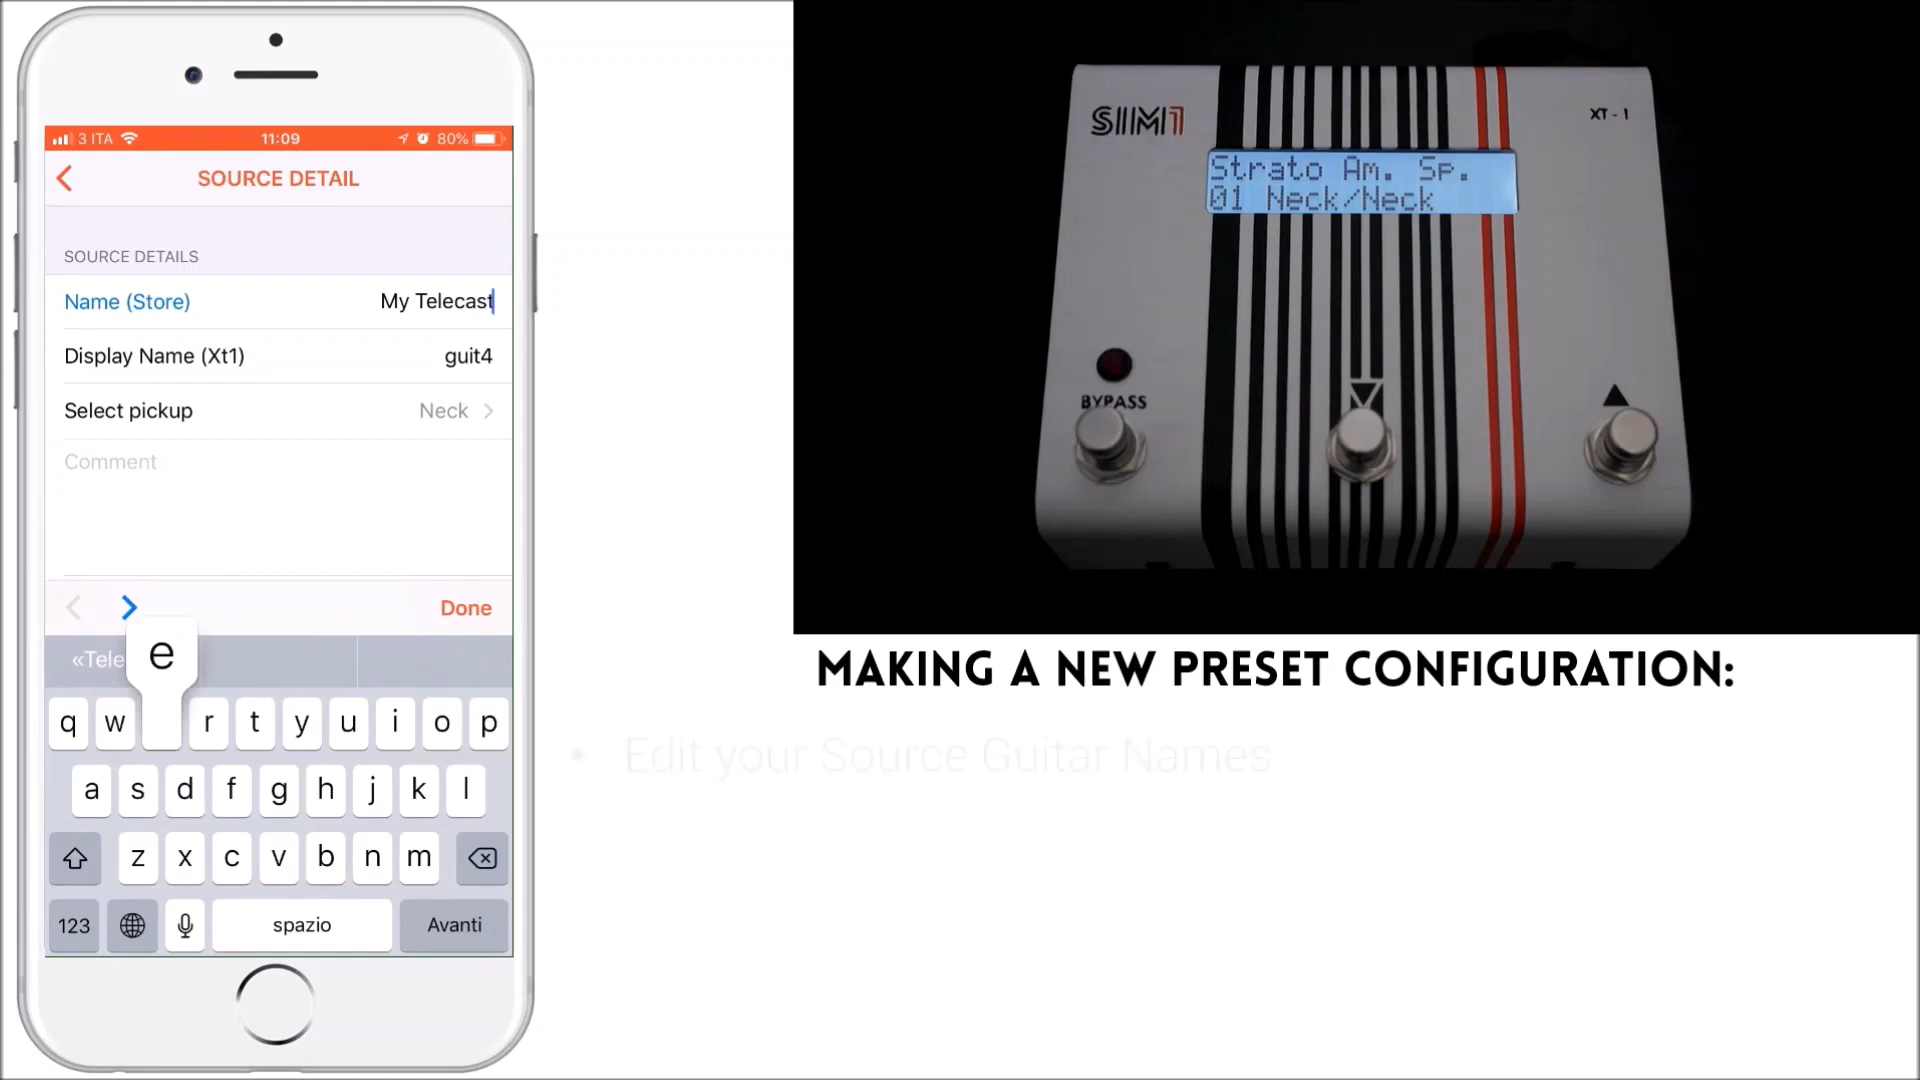 3 ITA 11:09 80%
SOURCE DETAIL
SOURCE DETAILS
Name (Store) My Telecast
Display Name (Xt1) guit4
Select pickup Neck
Comment
Done
«Tele
e
q w r t y u i o p
a s d f g h j k l
z x c v b n m
123 spazio Avanti
SIM1
XT - 1
Strato Am. Sp.
01 Neck/Neck
BYPASS
MAKING A NEW PRESET CONFIGURATION:
• Edit your Source Guitar Names